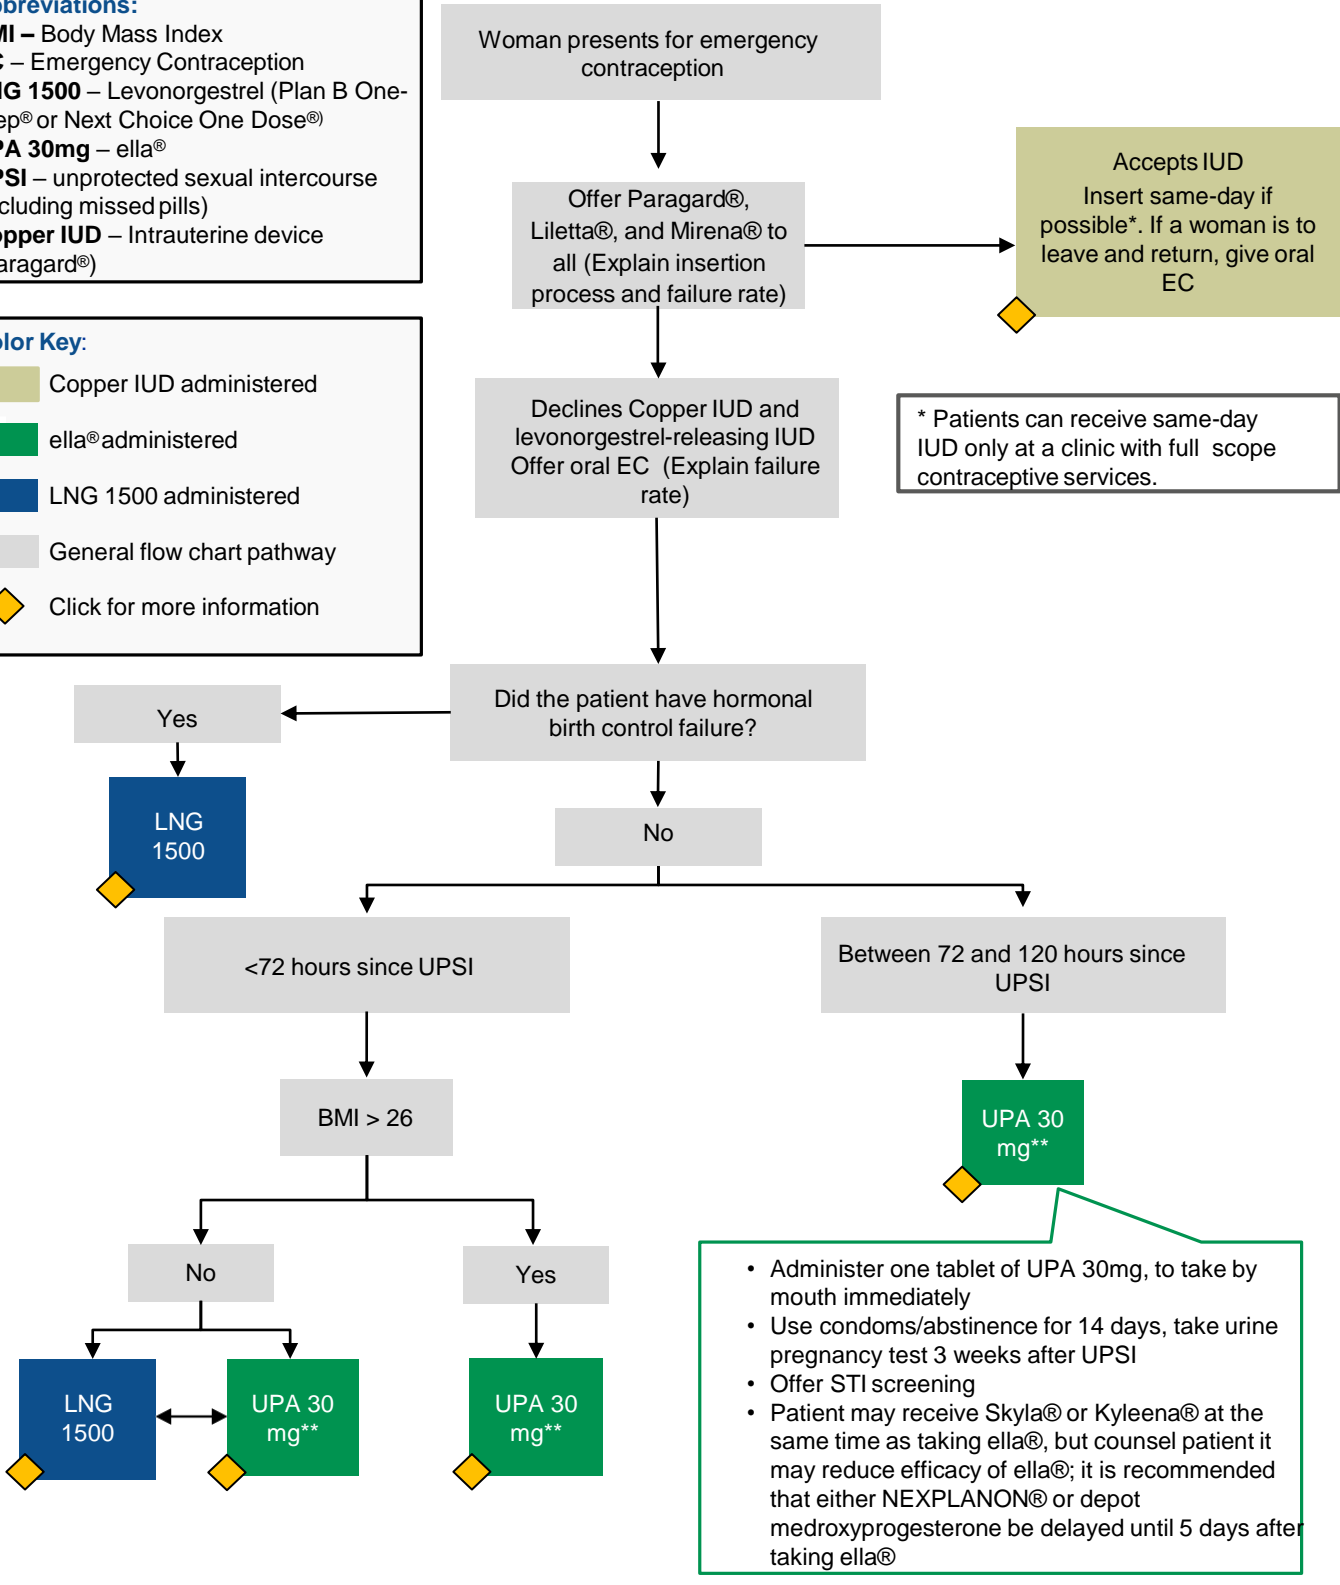 bbreviations:
MI – Body Mass Index
C – Emergency Contraception
NG 1500 – Levonorgestrel (Plan B One-
ep® or Next Choice One Dose®)
PA 30mg – ella®
PSI – unprotected sexual intercourse
cluding missed pills)
opper IUD – Intrauterine device
aragard®)
olor Key:
Copper IUD administered
ella® administered
LNG 1500 administered
General flow chart pathway
Click for more information
Woman presents for emergency
contraception
Offer Paragard®,
Liletta®, and Mirena® to
all (Explain insertion
process and failure rate)
Accepts IUD
Insert same-day if
possible*. If a woman is to
leave and return, give oral
EC
Declines Copper IUD and
levonorgestrel-releasing IUD
Offer oral EC (Explain failure
rate)
* Patients can receive same-day
IUD only at a clinic with full scope
contraceptive services.
Did the patient have hormonal
birth control failure?
Yes
LNG
1500
No
<72 hours since UPSI
Between 72 and 120 hours since
UPSI
BMI > 26
UPA 30
mg**
No
Yes
LNG
1500
UPA 30
mg**
UPA 30
mg**
• Administer one tablet of UPA 30mg, to take by
mouth immediately
• Use condoms/abstinence for 14 days, take urine
pregnancy test 3 weeks after UPSI
• Offer STI screening
• Patient may receive Skyla® or Kyleena® at the
same time as taking ella®, but counsel patient it
may reduce efficacy of ella®; it is recommended
that either NEXPLANON® or depot
medroxyprogesterone be delayed until 5 days after
taking ella®